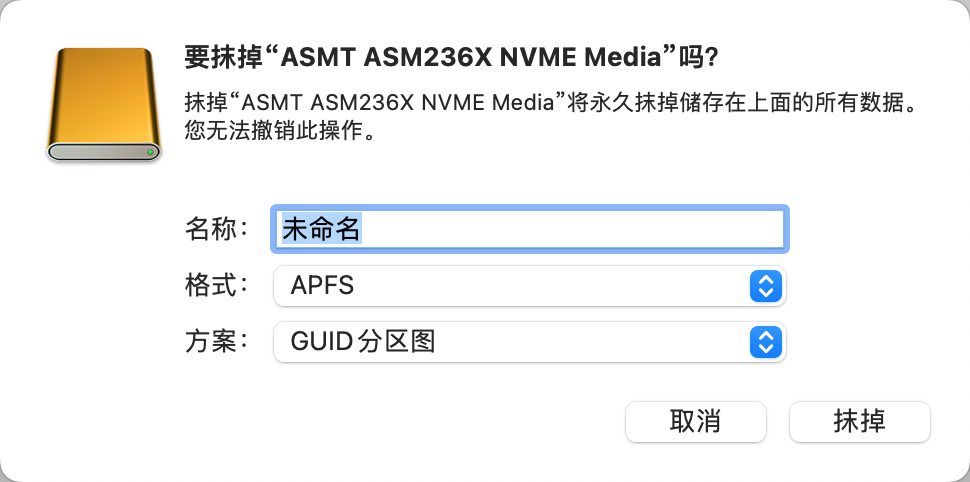 要抹掉“ASMT ASM236X NVME Media”吗?
抹掉“ASMT ASM236X NVME Media”将永久抹掉储存在上面的所有数据。
您无法撤销此操作。
名称: 未命名
格式: APFS
方案: GUID分区图
取消 抹掉